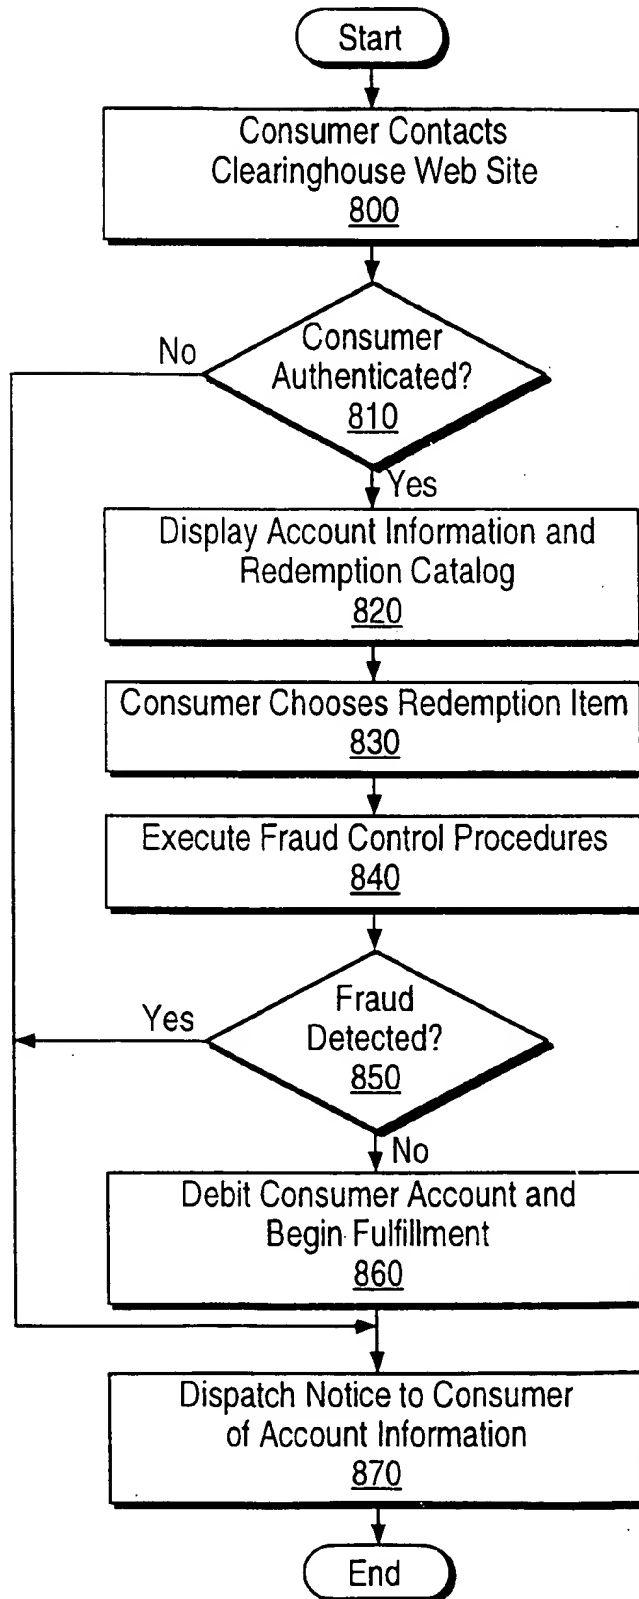 Start
Consumer Contacts
Clearinghouse Web Site
800
Consumer
No
Authenticated?
810
Yes
Display Account Information and
Redemption Catalog
820
Consumer Chooses Redemption Item
830
Execute Fraud Control Procedures
840
Fraud
Yes
Detected?
850
No
Debit Consumer Account and
Begin Fulfillment
860
Dispatch Notice to Consumer
of Account Information
870
End